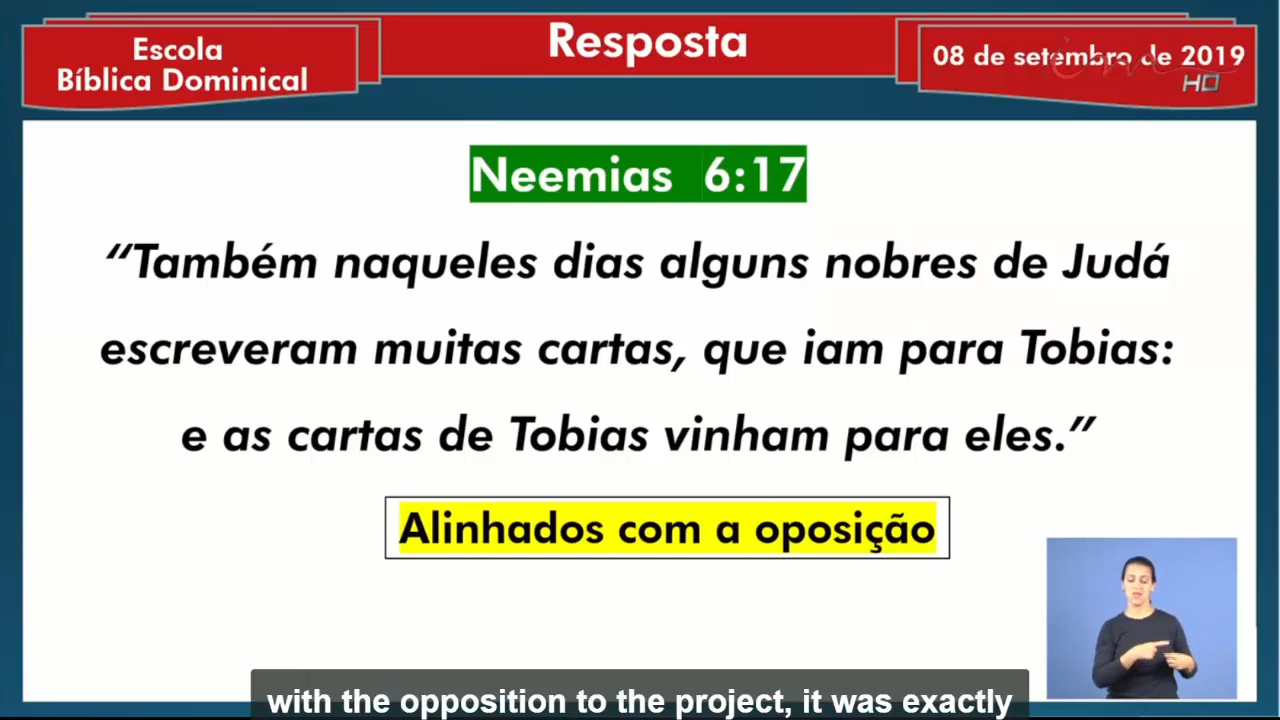 Escola
Bíblica Dominical
Resposta
08 de setembro de 2019
HD
Neemias 6:17
“Também naqueles dias alguns nobres de Judá
escreveram muitas cartas, que iam para Tobias:
e as cartas de Tobias vinham para eles.”
Alinhados com a oposição
with the opposition to the project, it was exactly